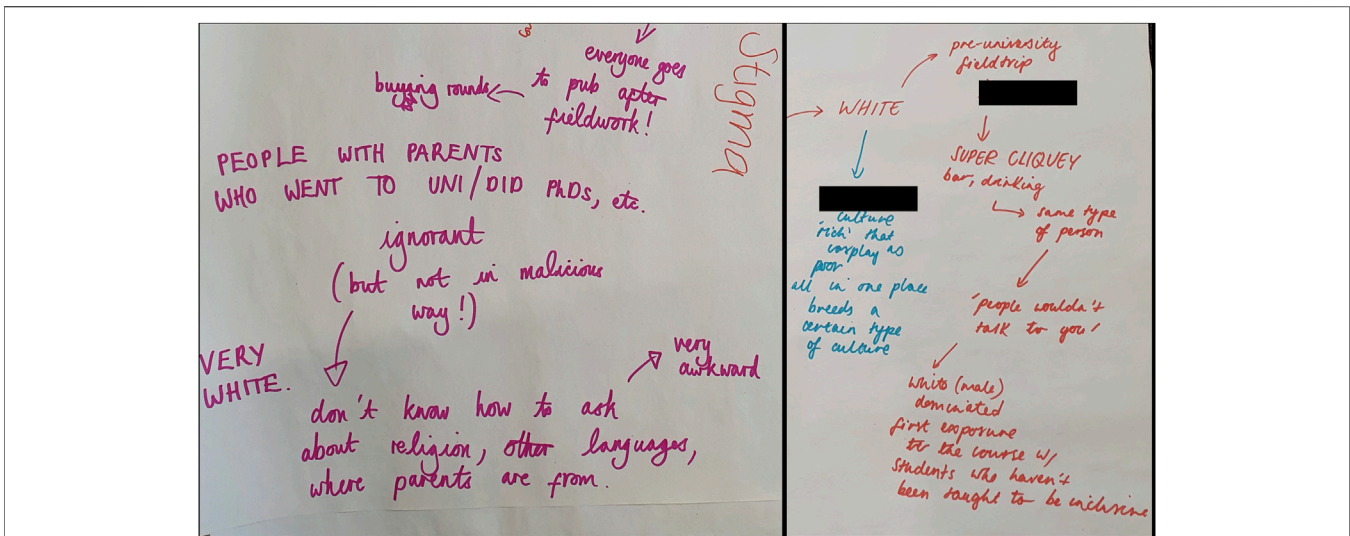 Stigma
everyone goes
to pub after
fieldwork!
buying rounds
PEOPLE WITH PARENTS
WHO WENT TO UNI/DID PhDs, etc.
ignorant
(but not in malicious
way!)
VERY
WHITE.
very
awkward
don't know how to ask
about religion, other languages,
where parents are from.
pre-university
fieldtrip
WHITE
SUPER CLIQUEY
bar, drinking
same type
of person
culture
'rich' that
cosplay as
poor
all in one place
breeds a
certain type
of culture
'people wouldn't
talk to you'
white (male)
dominated
first exposure
to the course w/
students who haven't
been taught to be inclusive